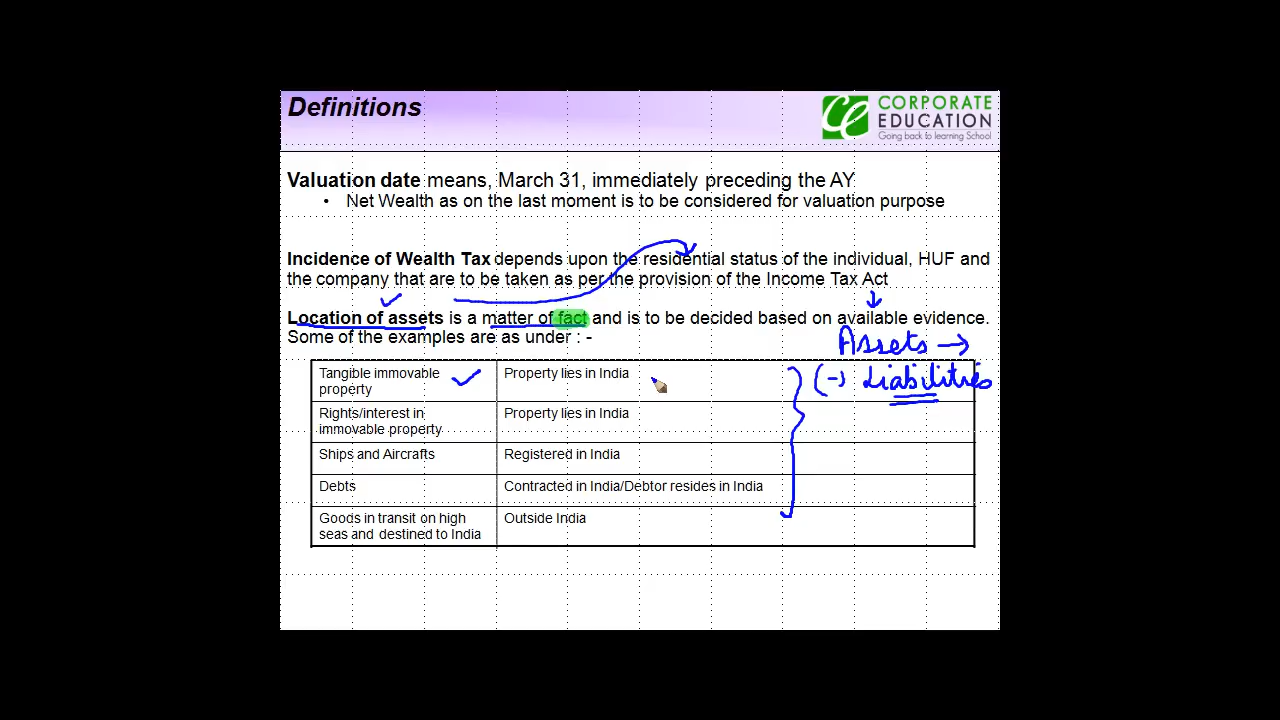 Definitions
CORPORATE
EDUCATION
Going back to learning School
Valuation date means, March 31, immediately preceding the AY
• Net Wealth as on the last moment is to be considered for valuation purpose
Incidence of Wealth Tax depends upon the residential status of the individual, HUF and
the company that are to be taken as per the provision of the Income Tax Act
Location of assets is a matter of fact and is to be decided based on available evidence.
Some of the examples are as under : -
Assets →
(-) Liabilities
Tangible immovable
property
Property lies in India
Rights/interest in
immovable property
Property lies in India
Ships and Aircrafts
Registered in India
Debts
Contracted in India/Debtor resides in India
Goods in transit on high
seas and destined to India
Outside India